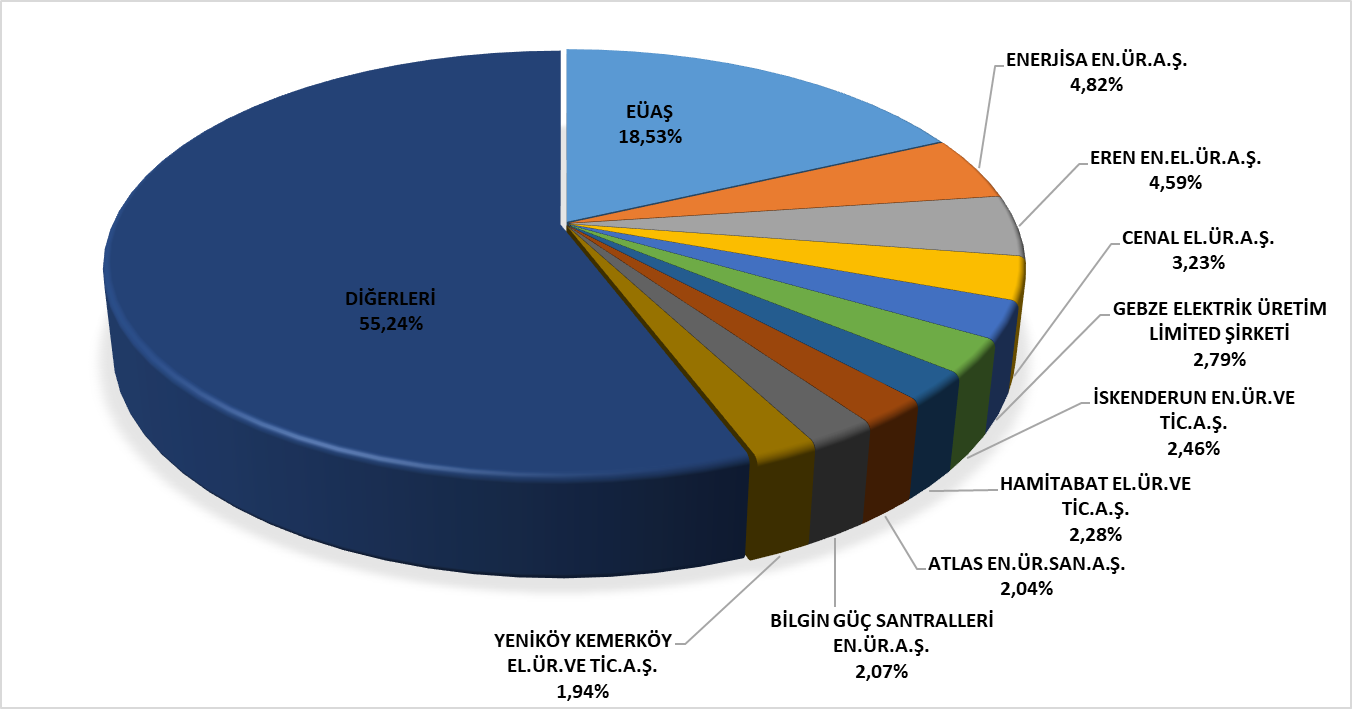 EÜAŞ
18,53%
ENERJİSA EN.ÜR.A.Ş.
4,82%
EREN EN.EL.ÜR.A.Ş.
4,59%
CENAL EL.ÜR.A.Ş.
3,23%
GEBZE ELEKTRİK ÜRETİM
LİMİTED ŞİRKETİ
2,79%
İSKENDERUN EN.ÜR.VE
TİC.A.Ş.
2,46%
HAMİTABAT EL.ÜR.VE
TİC.A.Ş.
2,28%
ATLAS EN.ÜR.SAN.A.Ş.
2,04%
BİLGİN GÜÇ SANTRALLERİ
EN.ÜR.A.Ş.
2,07%
YENİKÖY KEMERKÖY
EL.ÜR.VE TİC.A.Ş.
1,94%
DİĞERLERİ
55,24%